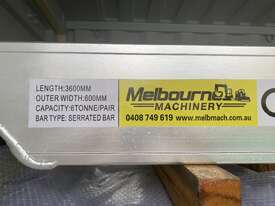 LENGTH:3600MM
OUTER WIDTH:600MM
CAPACITY:6TONNE/PAIR
BAR TYPE: SERRATED BAR
Melbourne
MACHINERY
0408 749 619 www.melbmach.com.au